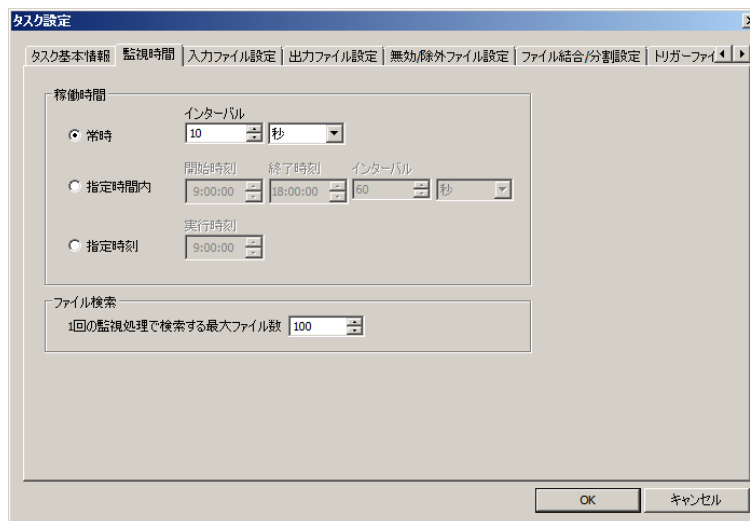 タスク設定
タスク基本情報 監視時間 入力ファイル設定 出力ファイル設定 無効/除外ファイル設定 ファイル結合/分割設定 トリガーファイ
稼働時間
インターバル
常時 10 秒
開始時刻 終了時刻 インターバル
指定時間内 9:00:00 18:00:00 60 秒
実行時刻
指定時刻 9:00:00
ファイル検索
1回の監視処理で検索する最大ファイル数 100
OK キャンセル